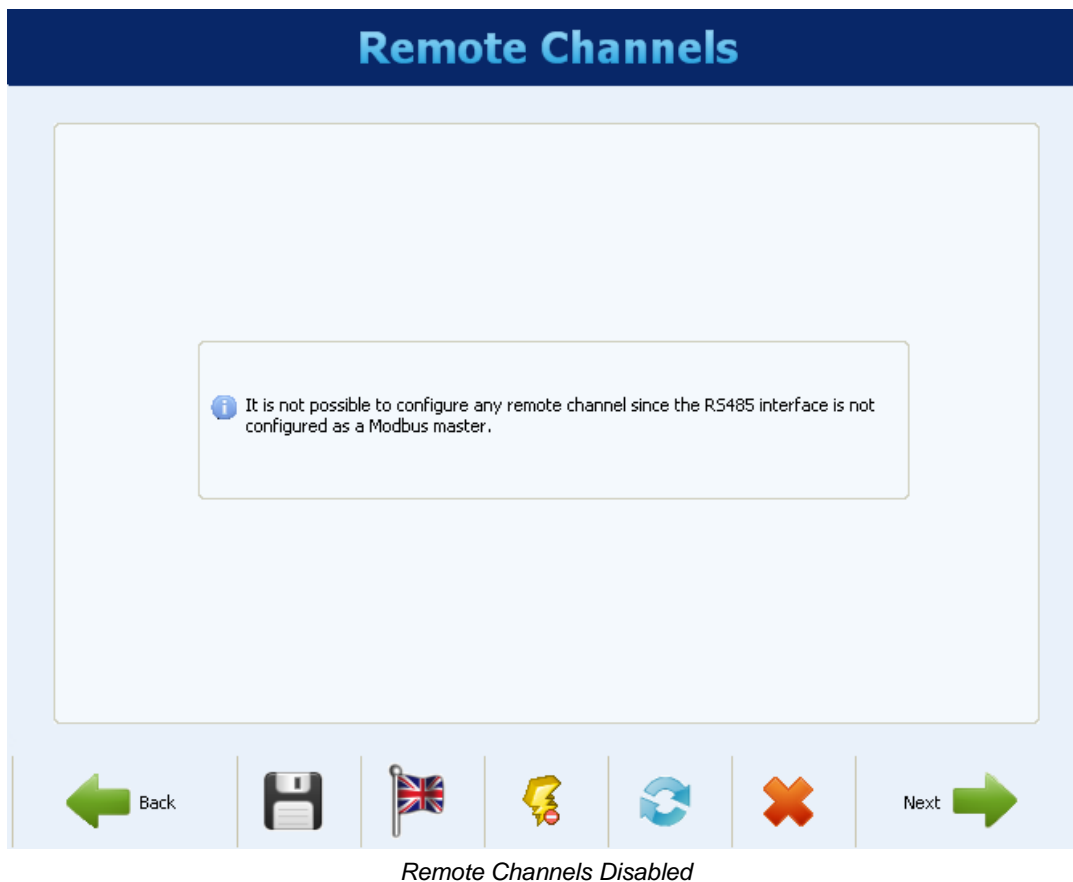 Remote Channels
It is not possible to configure any remote channel since the RS485 interface is not
configured as a Modbus master.
Back
Next
Remote Channels Disabled